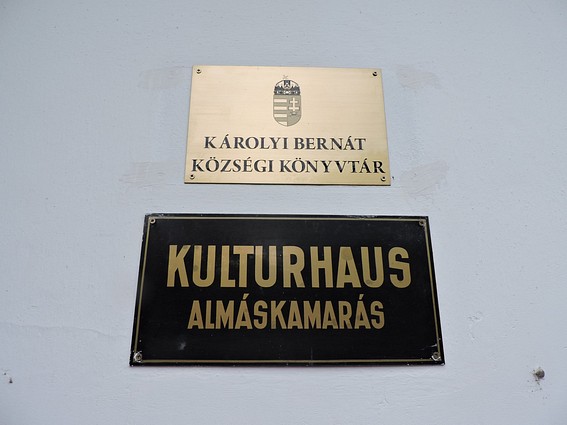 KÁROLYI BERNÁT
KÖZSÉGI KÖNYVTÁR
KULTURHAUS
ALMÁSKAMARÁS